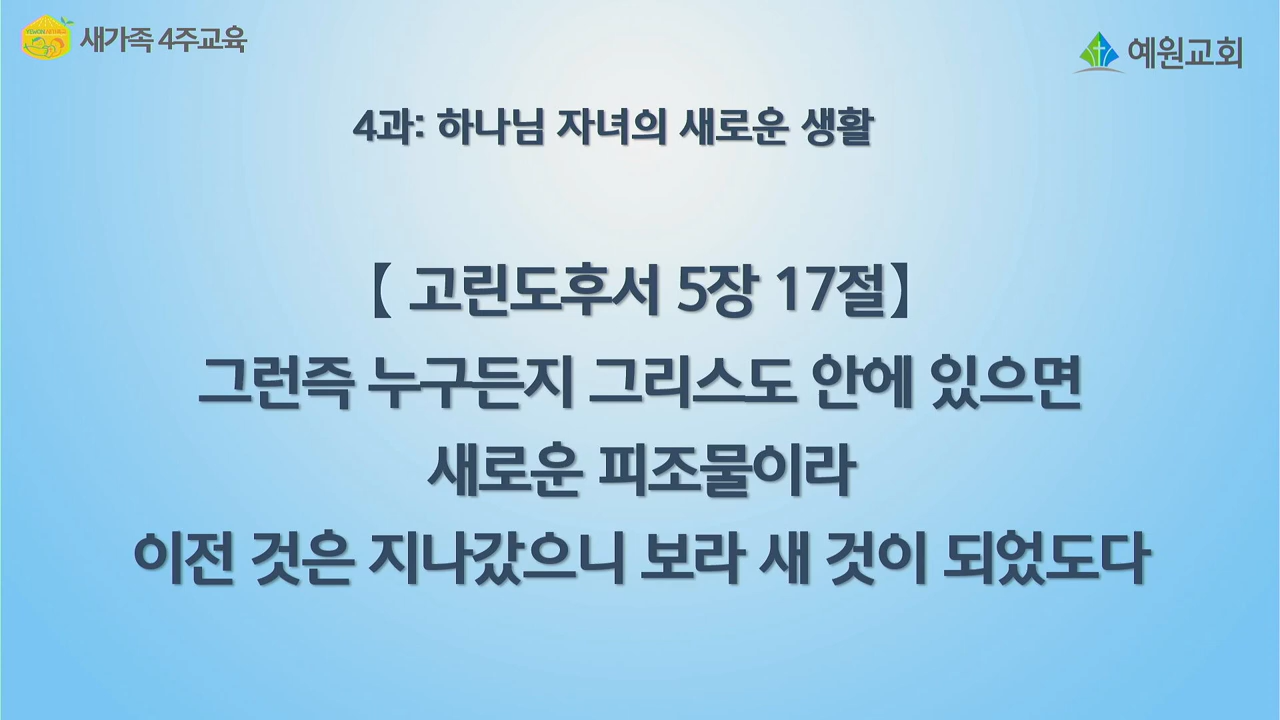 새가족 4주교육
예원교회
4과: 하나님 자녀의 새로운 생활
【 고린도후서 5장 17절】
그런즉 누구든지 그리스도 안에 있으면
새로운 피조물이라
이전 것은 지나갔으니 보라 새 것이 되었도다